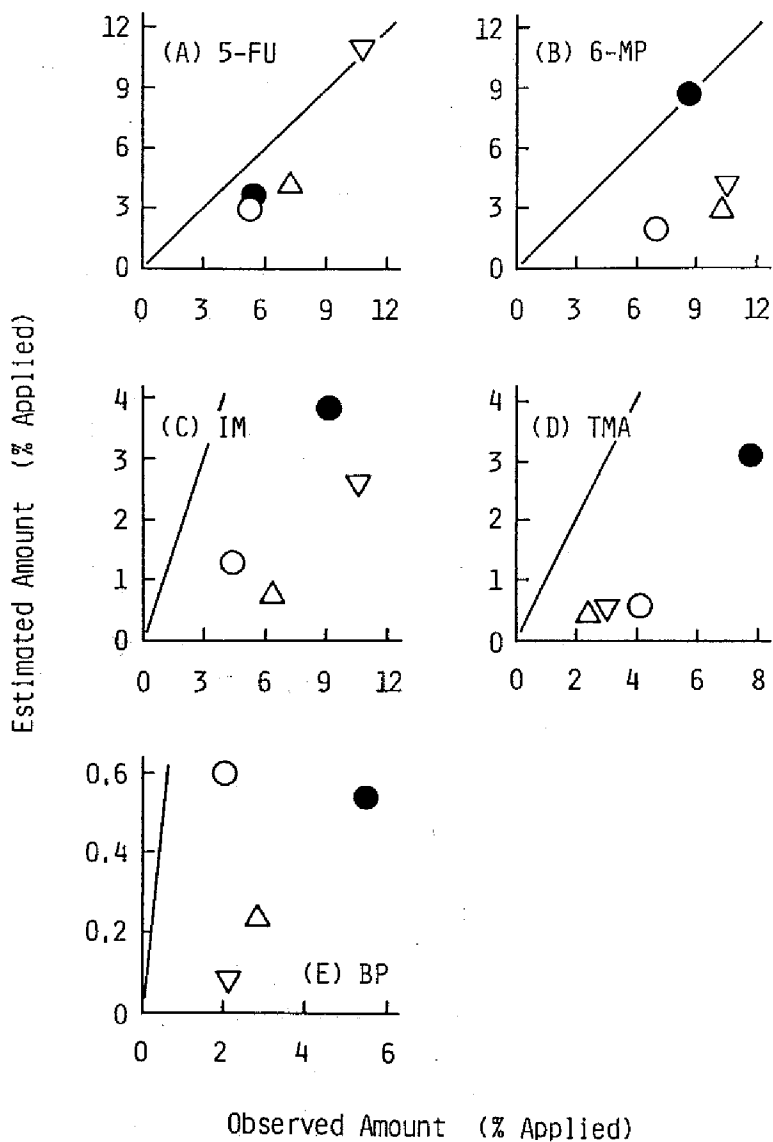 12
9
6
3
0
(A) 5-FU
0 3 6 9 12
12
9
6
3
0
(B) 6-MP
0 3 6 9 12
4
3
2
1
0
(C) IM
0 3 6 9 12
4
3
2
1
0
(D) TMA
0 2 4 6 8
0.6
0.4
0.2
0
(E) BP
0 2 4 6
Estimated Amount (% Applied)
Observed Amount (% Applied)